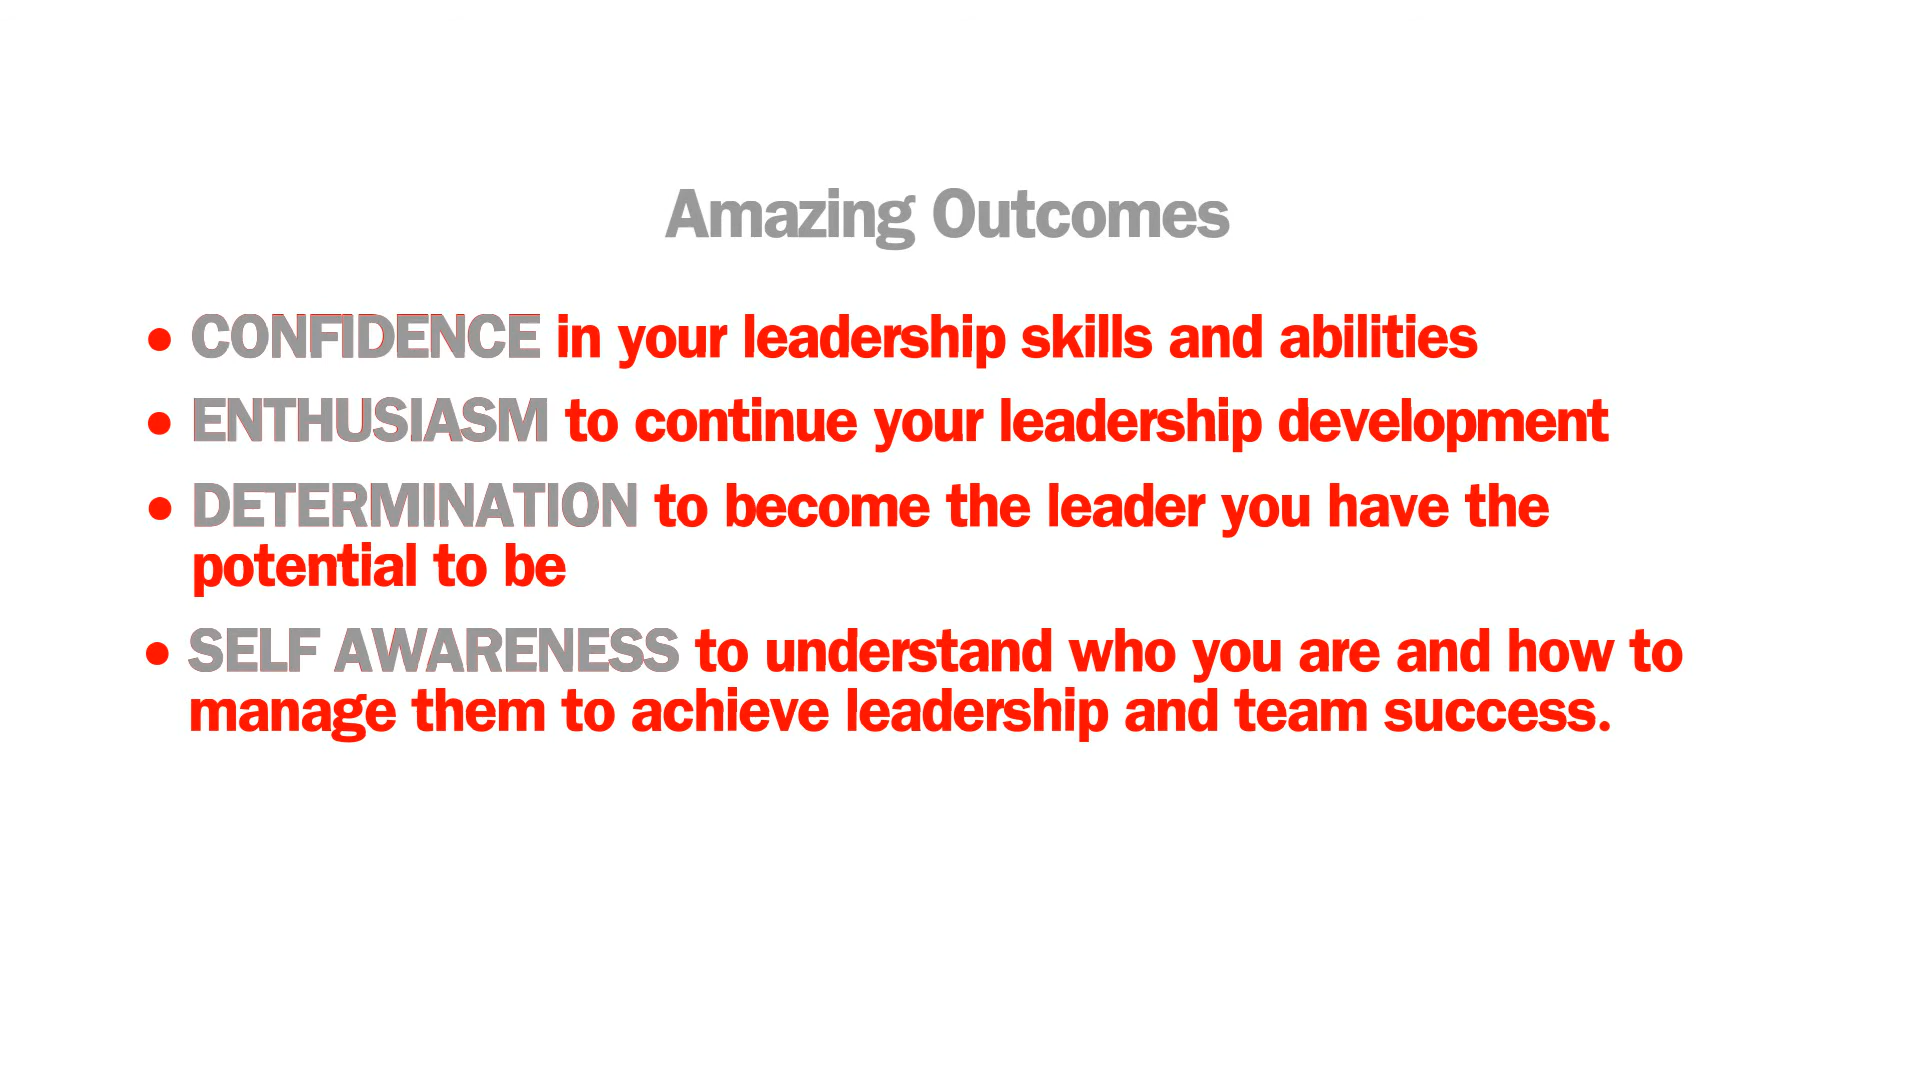 Amazing Outcomes
• CONFIDENCE in your leadership skills and abilities
• ENTHUSIASM to continue your leadership development
• DETERMINATION to become the leader you have the
potential to be
• SELF AWARENESS to understand who you are and how to
manage them to achieve leadership and team success.